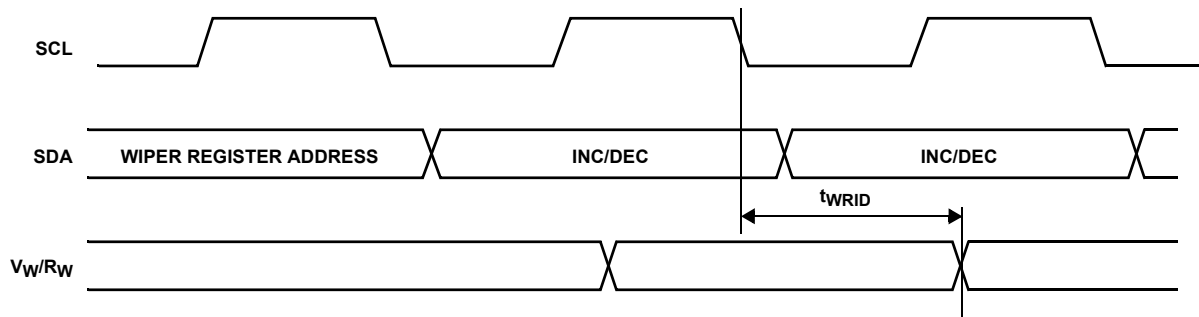 SCL
SDA WIPER REGISTER ADDRESS INC/DEC INC/DEC
tWRID
VW/RW